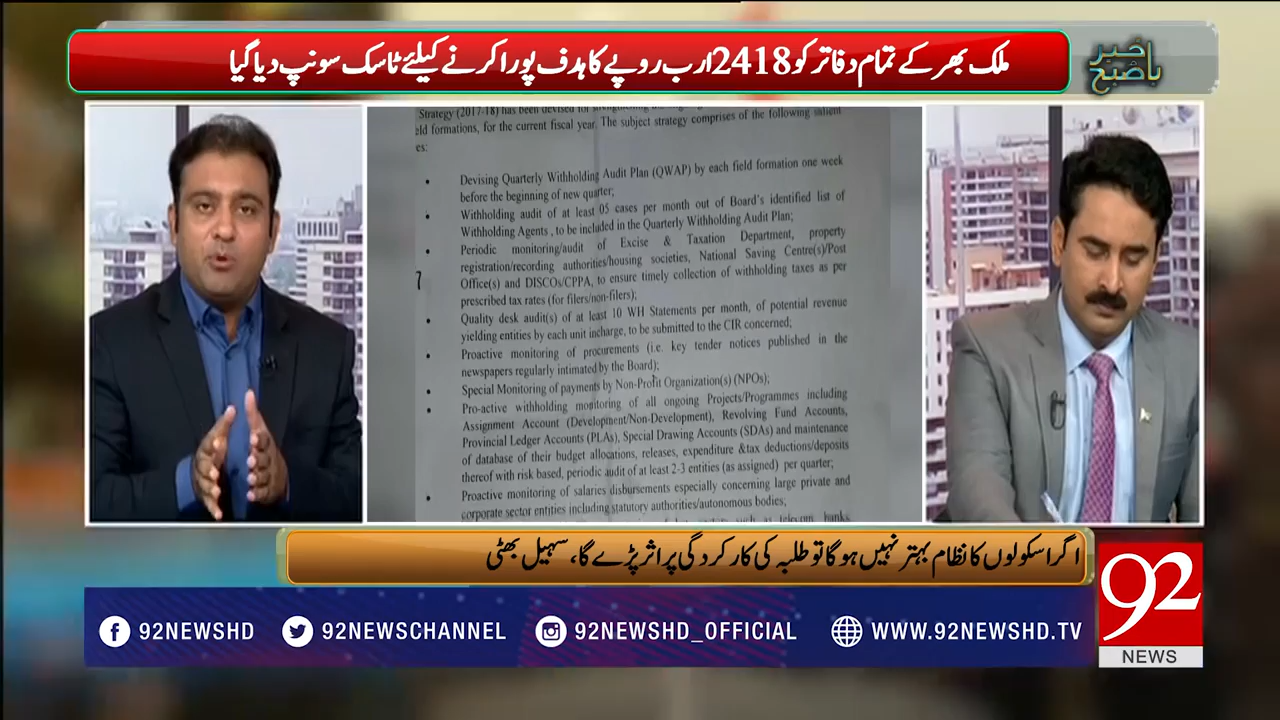 ملک بھر کے تمام دفاتر کو 2418 ارب روپے کا ہدف پورا کرنے کیلئے ٹاسک سونپ دیا گیا
باخبر صبح
Strategy (2017-18) has been devised for
eld formations, for the current fiscal year. The subject strategy comprises of the following salient
es:
• Devising Quarterly Withholding Audit Plan (QWAP) by each field formation one week
before the beginning of new quarter;
• Withholding audit of at least 05 cases per month out of Board's identified list of
Withholding Agents , to be included in the Quarterly Withholding Audit Plan;
• Periodic monitoring/audit of Excise & Taxation Department, property
registration/recording authorities/housing societies, National Saving Centre(s)/Post
Office(s) and DISCOs/CPPA, to ensure timely collection of withholding taxes as per
prescribed tax rates (for filers/non-filers);
• Quality desk audit(s) of at least 10 WH Statements per month, of potential revenue
yielding entities by each unit incharge, to be submitted to the CIR concerned;
• Proactive monitoring of procurements (i.e. key tender notices published in the
newspapers regularly intimated by the Board);
• Special Monitoring of payments by Non-Profit Organization(s) (NPOs);
• Pro-active withholding monitoring of all ongoing Projects/Programmes including
Assignment Account (Development/Non-Development), Revolving Fund Accounts,
Provincial Ledger Accounts (PLAs), Special Drawing Accounts (SDAs) and maintenance
of database of their budget allocations, releases, expenditure &tax deductions/deposits
thereof with risk based, periodic audit of at least 2-3 entities (as assigned) per quarter;
• Proactive monitoring of salaries disbursements especially concerning large private and
corporate sector entities including statutory authorities/autonomous bodies;
such as telecom, banks,
اگر اسکولوں کا نظام بہتر نہیں ہوگا تو طلبہ کی کارکردگی پر اثر پڑے گا، سہیل بھٹی
92NEWSHD
92NEWSCHANNEL
92NEWSHD_OFFICIAL
WWW.92NEWSHD.TV
92
NEWS